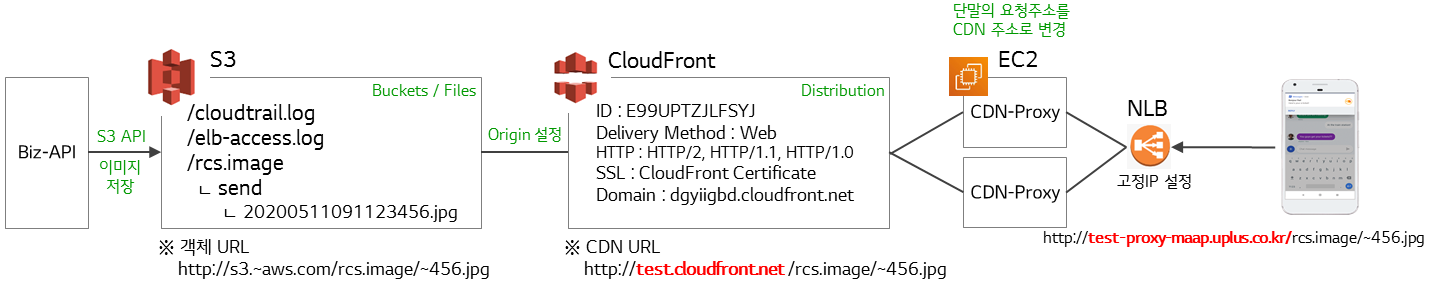 단말의 요청주소를
CDN 주소로 변경
S3
CloudFront
EC2
Buckets / Files
Distribution
Biz-API
S3 API
이미지
저장
/cloudtrail.log
/elb-access.log
/rcs.image
ㄴ send
ㄴ 20200511091123456.jpg
Origin 설정
ID : E99UPTZJLFSYJ
Delivery Method : Web
HTTP : HTTP/2, HTTP/1.1, HTTP/1.0
SSL : CloudFront Certificate
Domain : dgyiigbd.cloudfront.net
CDN-Proxy
CDN-Proxy
NLB
고정IP 설정
※ 객체 URL
http://s3.~aws.com/rcs.image/~456.jpg
※ CDN URL
http://test.cloudfront.net /rcs.image/~456.jpg
http://test-proxy-maap.uplus.co.kr/rcs.image/~456.jpg